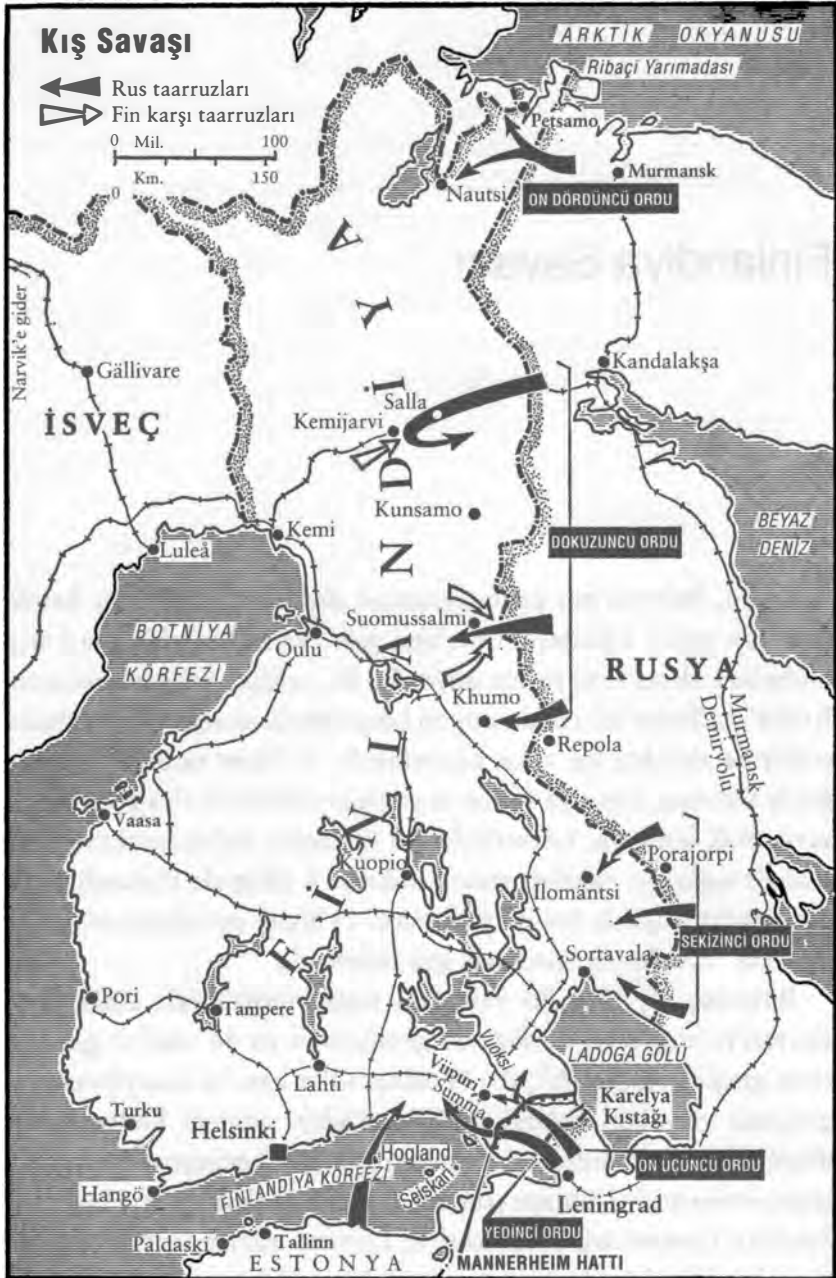 Kış Savaşı
Rus taarruzları
Fin karşı taarruzları
0 Mil. 100
Km. 150
0
ARKTİK OKYANUSU
Ribaçi Yarımadası
Petsamo
Murmansk
Nautsi
ON DÖRDÜNCÜ ORDU
Narvik'e gider
Gällivare
Kandalakşa
İSVEÇ
Salla
Kemijarvi
FİNLANDİYA
Kunsamo
Kemi
Luleå
DOKUZUNCU ORDU
BEYAZ
DENİZ
Suomussalmi
Oulu
BOTNİYA
KÖRFEZİ
RUSYA
Khumo
Repola
Murmansk
Demiryolu
Vaasa
Kuopio
Porajorpi
Ilomäntsi
SEKİZİNCİ ORDU
Sortavala
Pori
Tampere
Vuoksi
LADOGA GÖLÜ
Lahti
Viipuri
Summa
Karelya
Kıstağı
Turku
Helsinki
Hogland
Seiskari
ON ÜÇÜNCÜ ORDU
Hangö
FİNLANDİYA KÖRFEZİ
Leningrad
YEDİNCİ ORDU
Paldaski
Tallinn
ESTONYA
MANNERHEIM HATTI